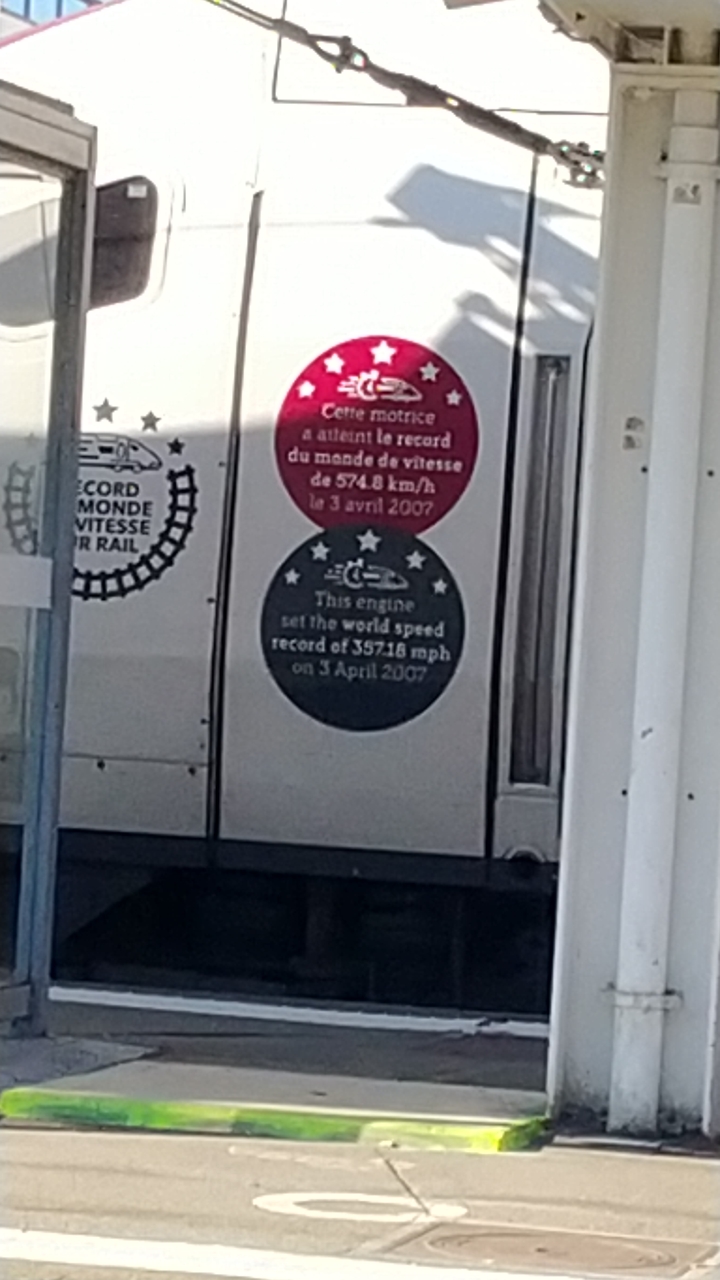 ECORD
MONDE
VITESSE
R RAIL
Cette motrice
a atteint le record
du monde de vitesse
de 574.8 km/h
le 3 avril 2007
This engine
set the world speed
record of 357.18 mph
on 3 April 2007